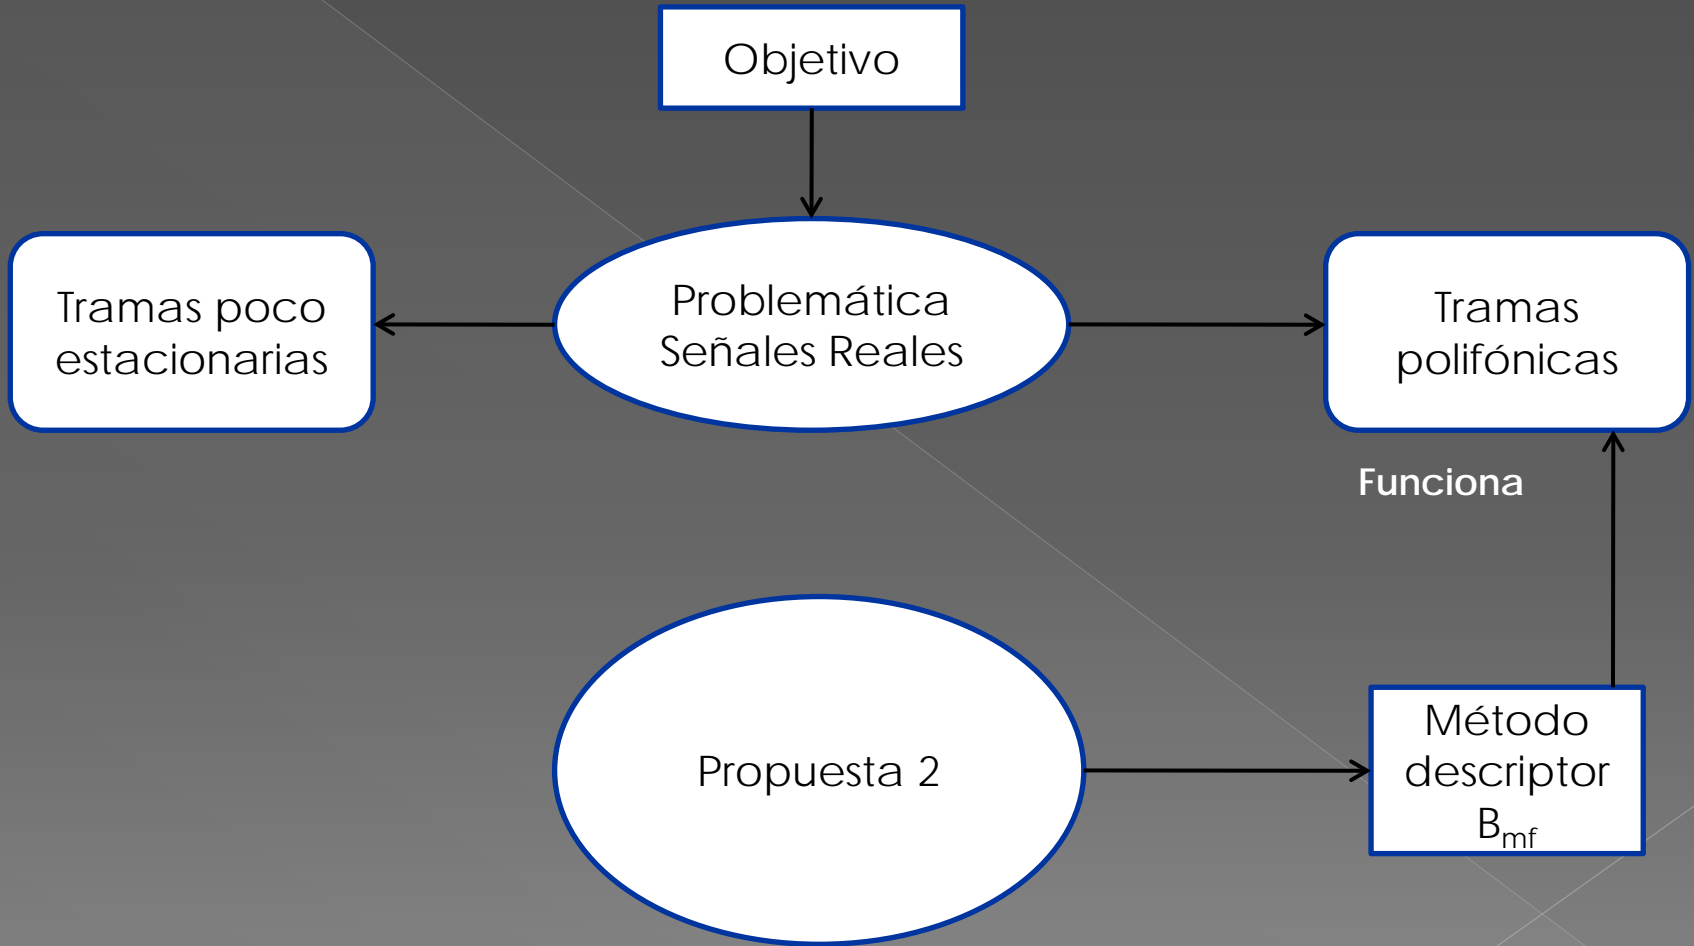 Objetivo
Tramas poco
estacionarias
Problemática
Señales Reales
Tramas
polifónicas
Funciona
Propuesta 2
Método
descriptor
Bmf